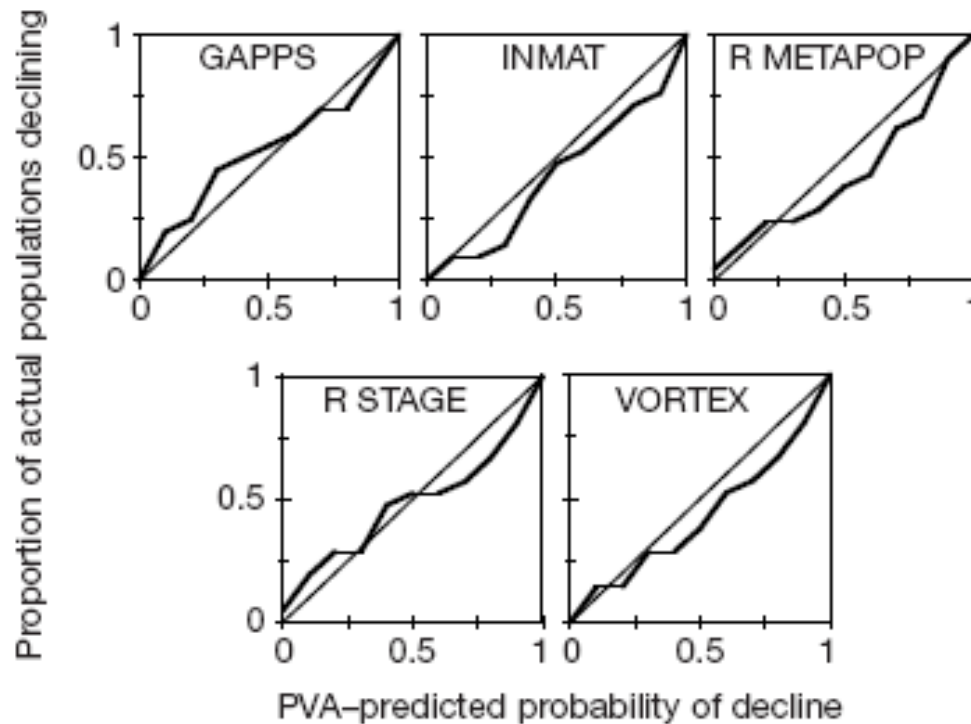 Proportion of actual populations declining
GAPPS
1
0.5
0
0 0.5 1
INMAT
0 0.5 1
R METAPOP
0 0.5 1
R STAGE
1
0.5
0
0 0.5 1
VORTEX
0 0.5 1
PVA–predicted probability of decline